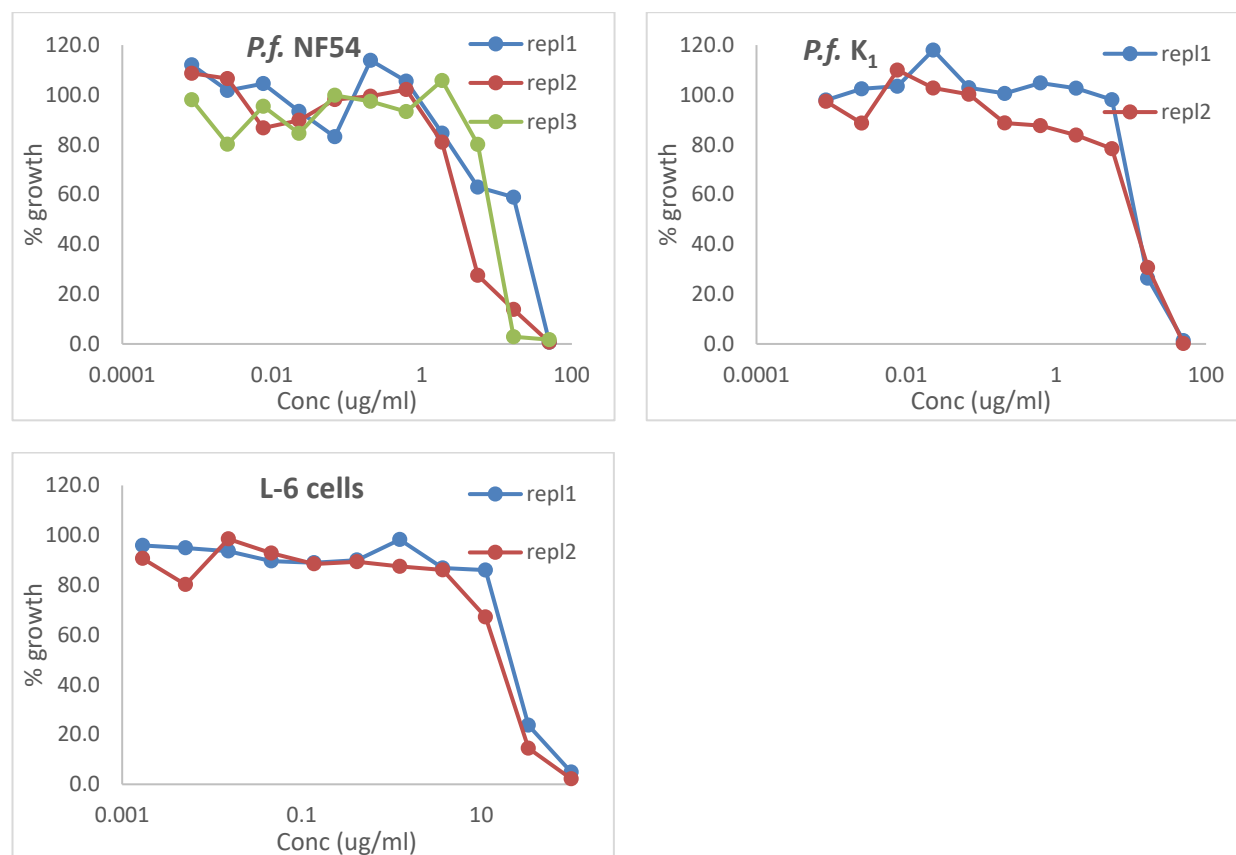 P.f. NF54
repl1
repl2
repl3
120.0
100.0
80.0
60.0
40.0
20.0
0.0
% growth
0.0001
0.01
1
100
Conc (ug/ml)
P.f. K1
repl1
repl2
120.0
100.0
80.0
60.0
40.0
20.0
0.0
% growth
0.0001
0.01
1
100
Conc (ug/ml)
L-6 cells
repl1
repl2
120.0
100.0
80.0
60.0
40.0
20.0
0.0
% growth
0.001
0.1
10
Conc (ug/ml)